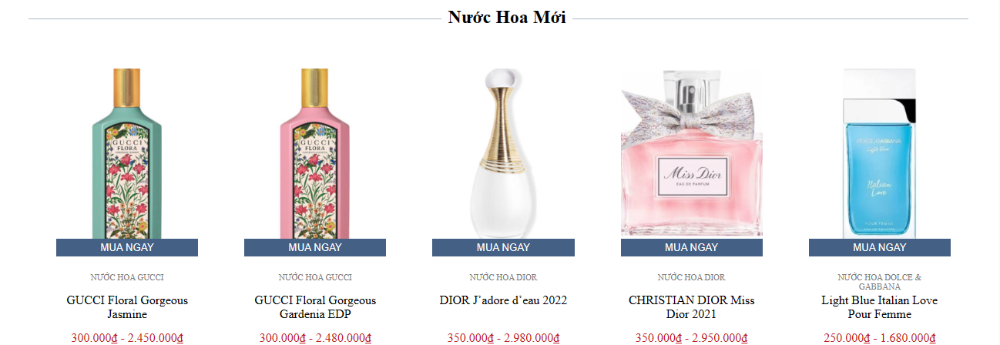 Nước Hoa Mới
GUCCI
FLORA
GUCCI
FLORA
Miss Dior
EAU DE PARFUM
DOLCE & GABBANA
Light Blue
Italian
Love
POUR FEMME
MUA NGAY
MUA NGAY
MUA NGAY
MUA NGAY
MUA NGAY
NƯỚC HOA GUCCI
GUCCI Floral Gorgeous
Jasmine
300.000₫ - 2.450.000₫
NƯỚC HOA GUCCI
GUCCI Floral Gorgeous
Gardenia EDP
300.000₫ - 2.480.000₫
NƯỚC HOA DIOR
DIOR J’adore d’eau 2022
350.000₫ - 2.980.000₫
NƯỚC HOA DIOR
CHRISTIAN DIOR Miss
Dior 2021
350.000₫ - 2.950.000₫
NƯỚC HOA DOLCE &
GABBANA
Light Blue Italian Love
Pour Femme
250.000₫ - 1.680.000₫